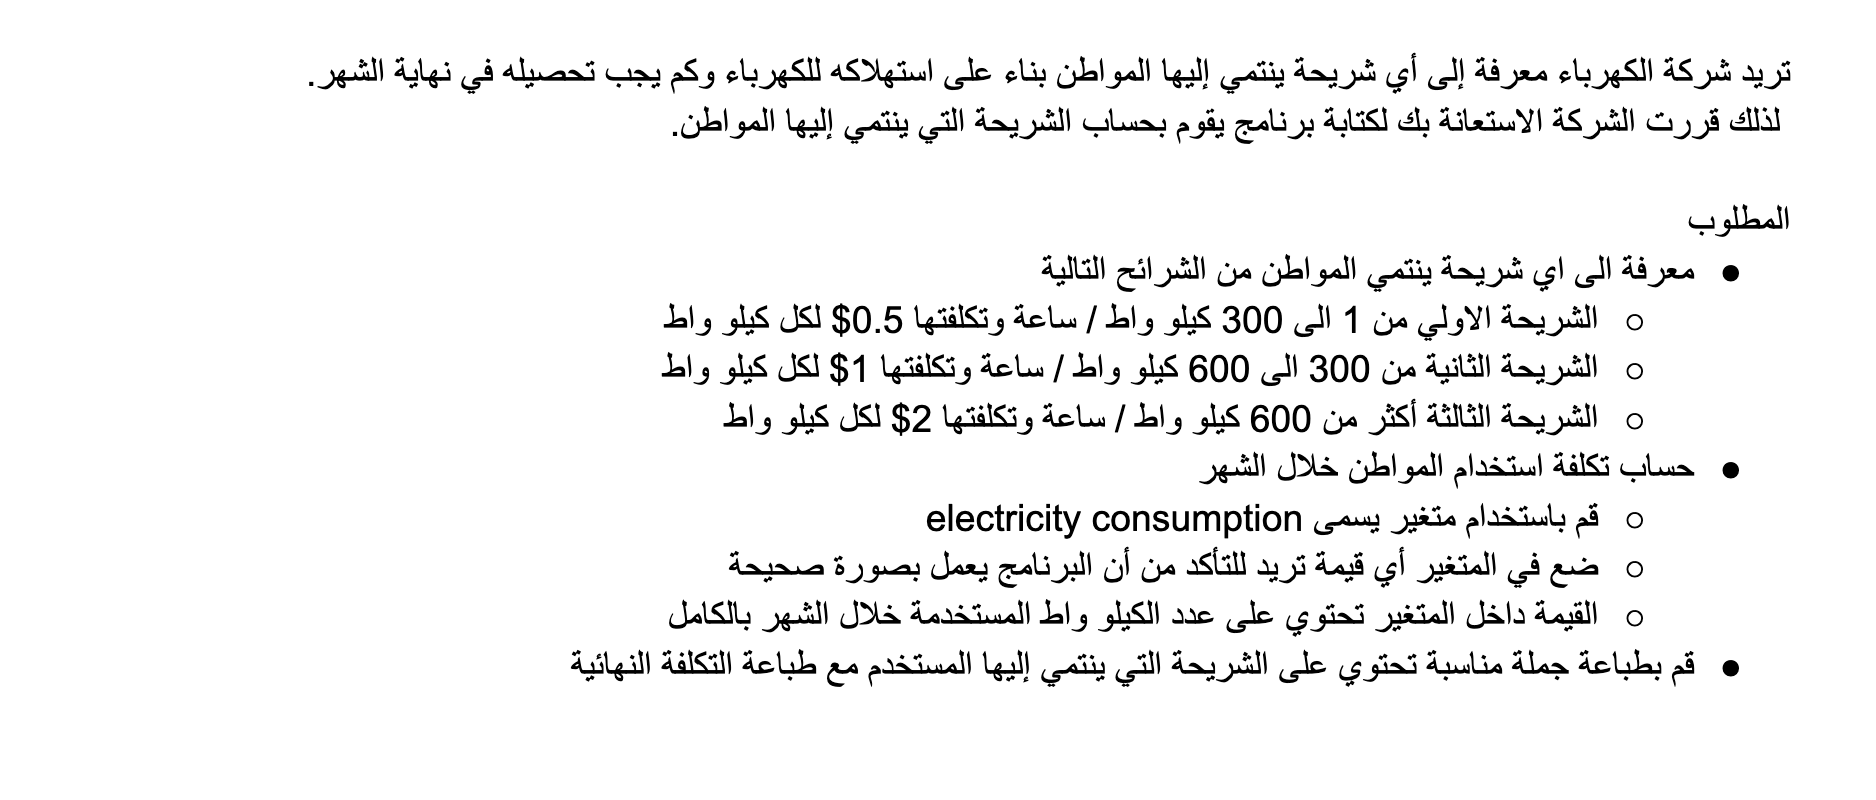 تريد شركة الكهرباء معرفة إلى أي شريحة ينتمي إليها المواطن بناء على استهلاكه للكهرباء وكم يجب تحصيله في نهاية الشهر.
لذلك قررت الشركة الاستعانة بك لكتابة برنامج يقوم بحساب الشريحة التي ينتمي إليها المواطن.
المطلوب
● معرفة الى اي شريحة ينتمي المواطن من الشرائح التالية
○ الشريحة الاولي من 1 الى 300 كيلو واط / ساعة وتكلفتها 0.5$ لكل كيلو واط
○ الشريحة الثانية من 300 الى 600 كيلو واط / ساعة وتكلفتها 1$ لكل كيلو واط
○ الشريحة الثالثة أكثر من 600 كيلو واط / ساعة وتكلفتها 2$ لكل كيلو واط
● حساب تكلفة استخدام المواطن خلال الشهر
○ قم باستخدام متغير يسمى electricity consumption
○ ضع في المتغير أي قيمة تريد للتأكد من أن البرنامج يعمل بصورة صحيحة
○ القيمة داخل المتغير تحتوي على عدد الكيلو واط المستخدمة خلال الشهر بالكامل
● قم بطباعة جملة مناسبة تحتوي على الشريحة التي ينتمي إليها المستخدم مع طباعة التكلفة النهائية